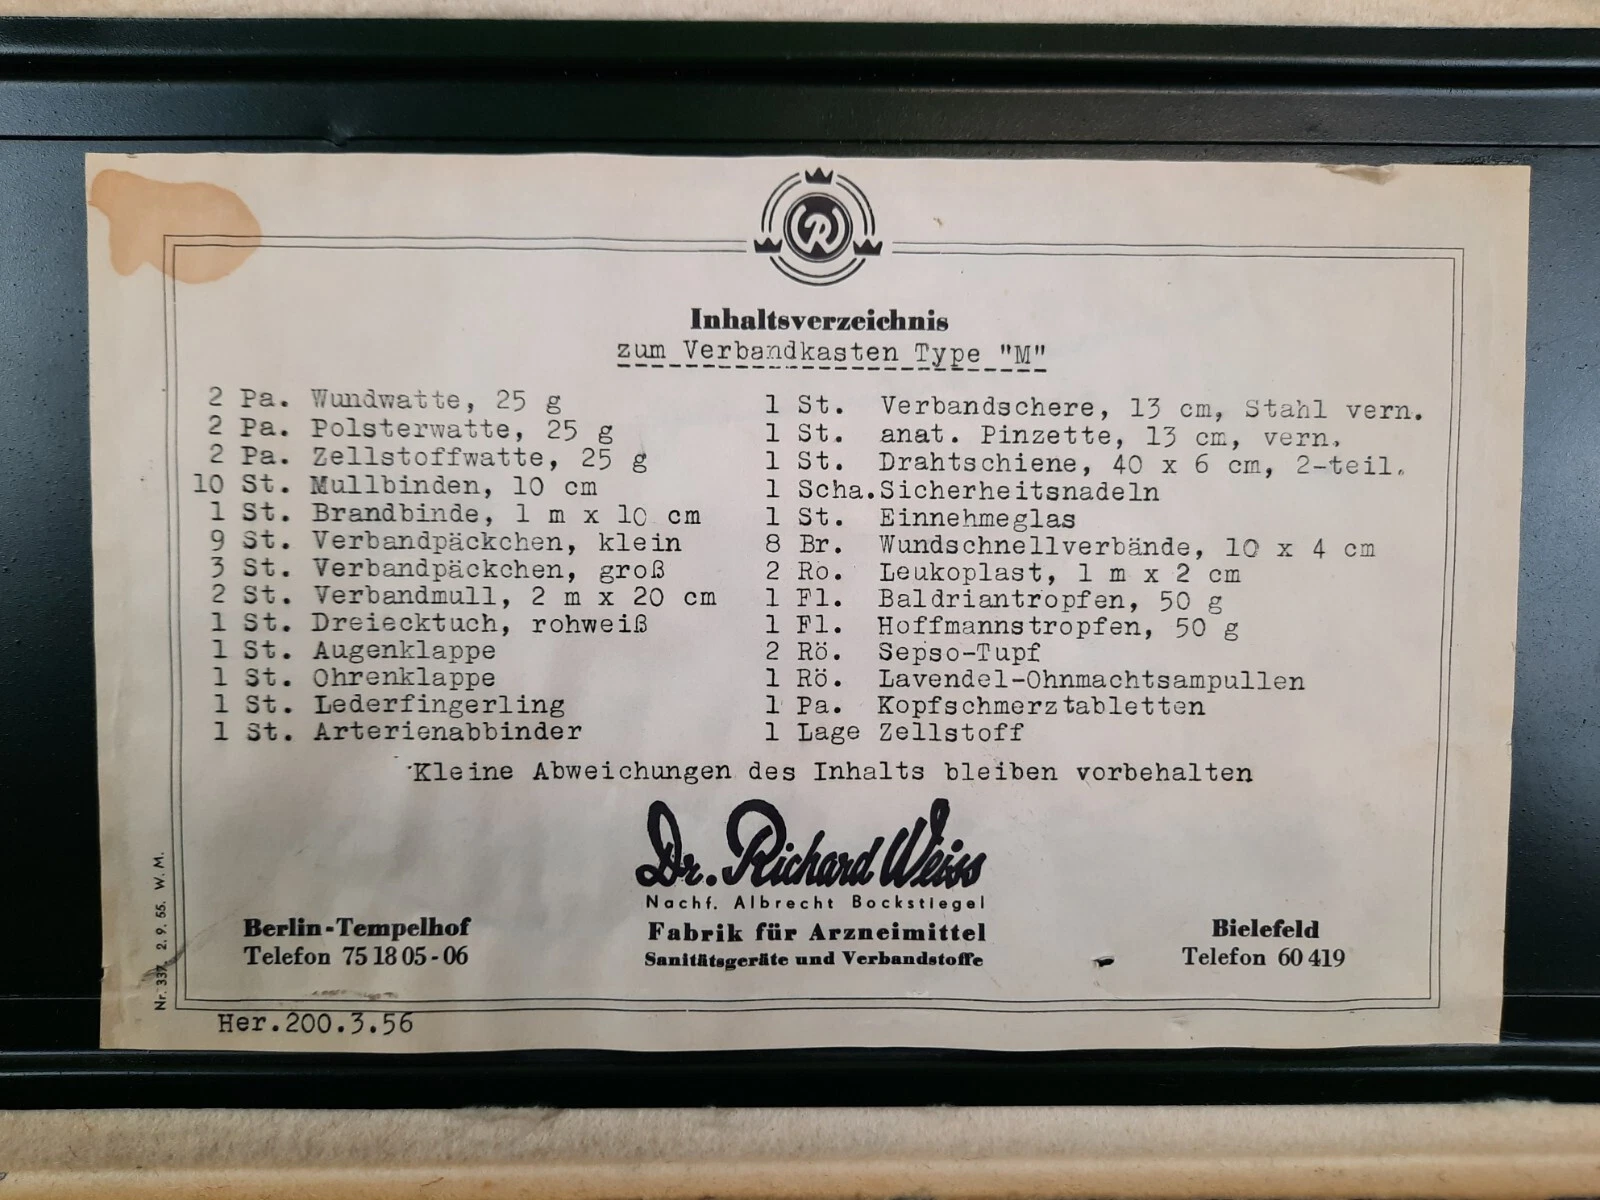 Inhaltsverzeichnis
zum Verbandkasten Type "M"
2 Pa. Wundwatte, 25 g
2 Pa. Polsterwatte, 25 g
2 Pa. Zellstoffwatte, 25 g
10 St. Mullbinden, 10 cm
1 St. Brandbinde, 1 m x 10 cm
9 St. Verbandpäckchen, klein
3 St. Verbandpäckchen, groß
2 St. Verbandmull, 2 m x 20 cm
1 St. Dreiecktuch, rohweiß
1 St. Augenklappe
1 St. Ohrenklappe
1 St. Lederfingerling
1 St. Arterienabbinder
1 St. Verbandschere, 13 cm, Stahl vern.
1 St. anat. Pinzette, 13 cm, vern.
1 St. Drahtschiene, 40 x 6 cm, 2-teil.
1 Scha. Sicherheitsnadeln
1 St. Einnehmeglas
8 Br. Wundschnellverbände, 10 x 4 cm
2 Ro. Leukoplast, 1 m x 2 cm
1 Fl. Baldriantropfen, 50 g
1 Fl. Hoffmannstropfen, 50 g
2 Rö. Sepso-Tupf
1 Rö. Lavendel-Ohnmachtsampullen
1 Pa. Kopfschmerztabletten
1 Lage Zellstoff
Kleine Abweichungen des Inhalts bleiben vorbehalten
Dr. Richard Weiss
Nachf. Albrecht Bockstiegel
Fabrik für Arzneimittel
Sanitätsgeräte und Verbandstoffe
Berlin-Tempelhof
Telefon 75 18 05 - 06
Bielefeld
Telefon 60 419
Nr. 337. 2. 9. 55. W. M.
Her.200.3.56